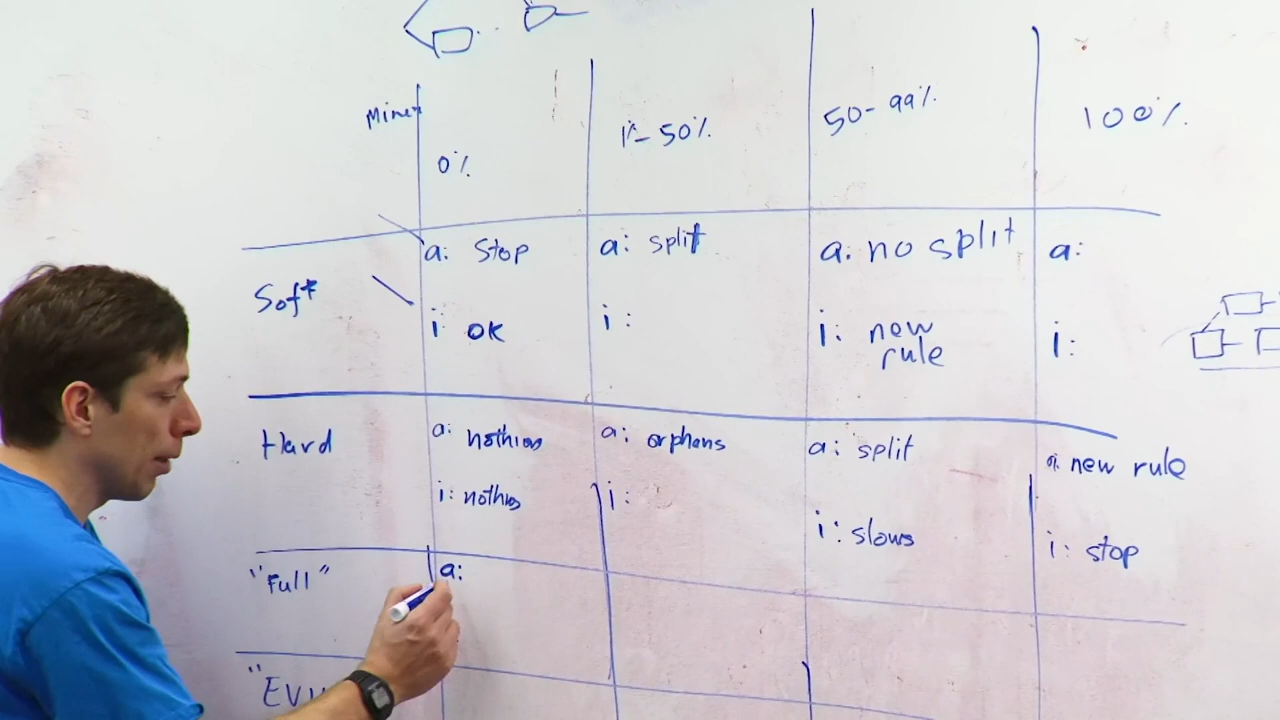 Miner
0%
1-50%
50-99%
100%
Soft
a: Stop
a: split
a: no split
a:
i: OK
i:
i: new
rule
i:
Hard
a: nothing
a: orphans
a: split
a: new rule
i: nothing
i:
i: slows
i: stop
"Full"
a: